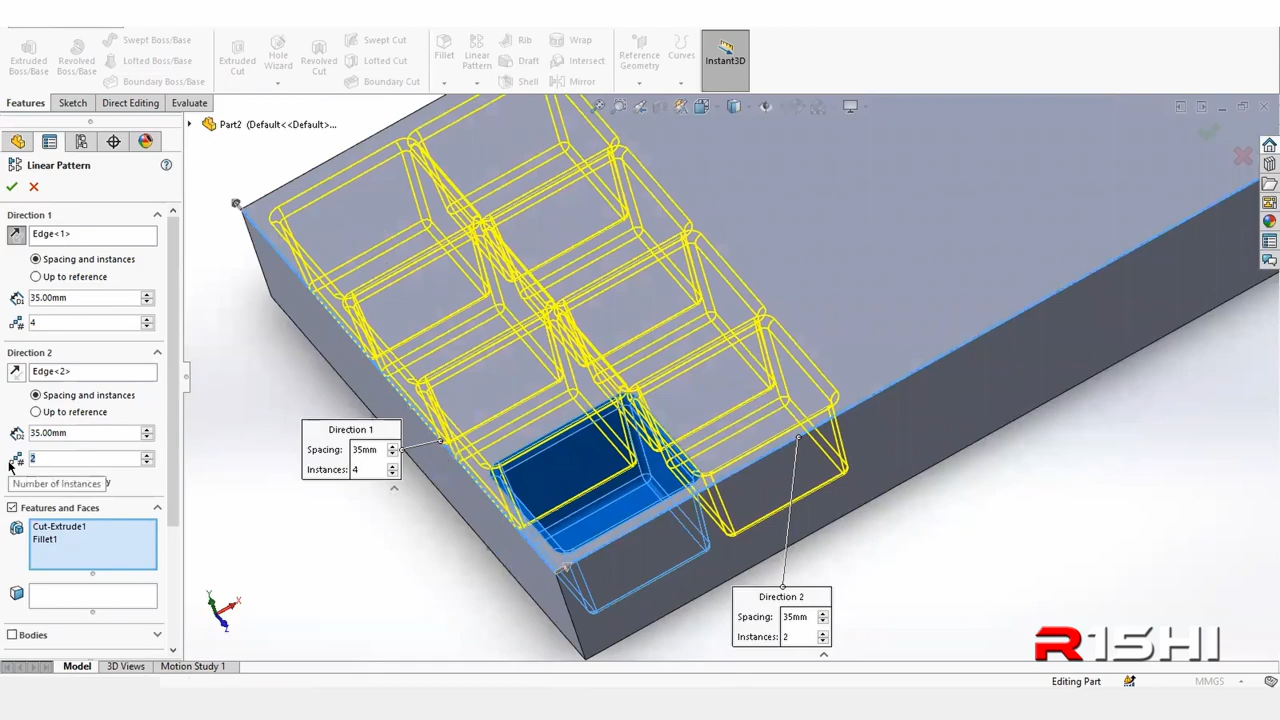 Extruded Boss/Base
Revolved Boss/Base
Swept Boss/Base
Lofted Boss/Base
Boundary Boss/Base
Extruded Cut
Hole Wizard
Revolved Cut
Swept Cut
Lofted Cut
Boundary Cut
Fillet
Linear Pattern
Rib
Draft
Shell
Wrap
Intersect
Mirror
Reference Geometry
Curves
Instant3D
Features
Sketch
Direct Editing
Evaluate
Part2 (Default<<Default>...
Linear Pattern
Direction 1
Edge<1>
Spacing and instances
Up to reference
35.00mm
4
Direction 2
Edge<2>
Spacing and instances
Up to reference
35.00mm
2
Number of Instances
y
Features and Faces
Cut-Extrude1
Fillet1
Bodies
Direction 1
Spacing: 35mm
Instances: 4
Direction 2
Spacing: 35mm
Instances: 2
Y
X
Z
R1SHI
Model
3D Views
Motion Study 1
Editing Part
MMGS